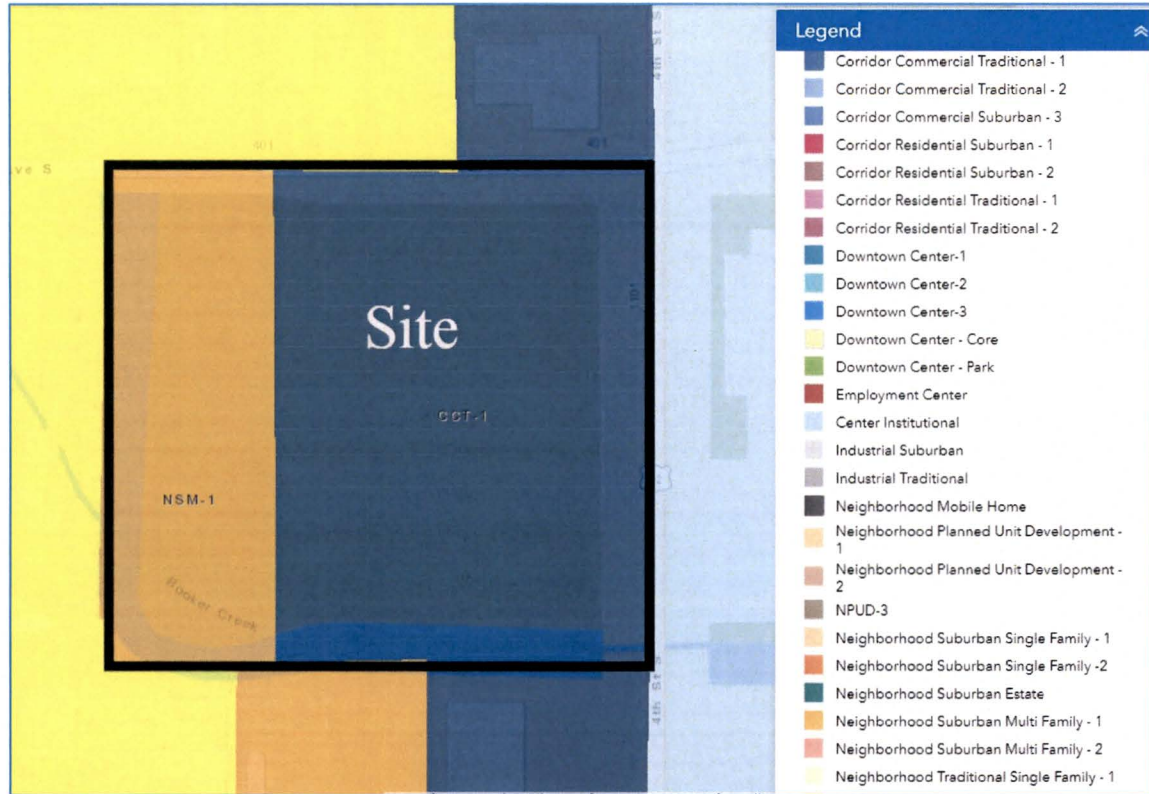 4th St S
401
401
ve S
Site
101
CCT-1
NSM-1
Booker Creek
4th St S
Legend
Corridor Commercial Traditional - 1
Corridor Commercial Traditional - 2
Corridor Commercial Suburban - 3
Corridor Residential Suburban - 1
Corridor Residential Suburban - 2
Corridor Residential Traditional - 1
Corridor Residential Traditional - 2
Downtown Center-1
Downtown Center-2
Downtown Center-3
Downtown Center - Core
Downtown Center - Park
Employment Center
Center Institutional
Industrial Suburban
Industrial Traditional
Neighborhood Mobile Home
Neighborhood Planned Unit Development -
1
Neighborhood Planned Unit Development -
2
NPUD-3
Neighborhood Suburban Single Family - 1
Neighborhood Suburban Single Family -2
Neighborhood Suburban Estate
Neighborhood Suburban Multi Family - 1
Neighborhood Suburban Multi Family - 2
Neighborhood Traditional Single Family - 1